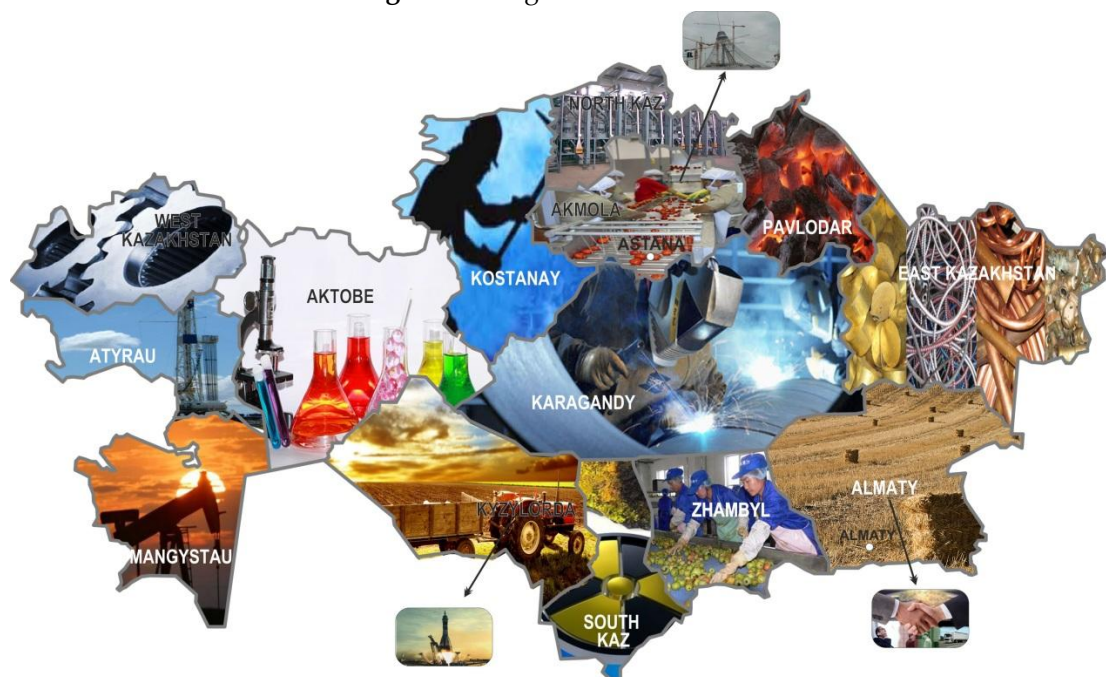 NORTH KAZ
WEST
KAZAKHSTAN
AKMOLA
PAVLODAR
ASTANA
EAST KAZAKHSTAN
KOSTANAY
AKTOBE
ATYRAU
KARAGANDY
ALMATY
KYZYLORDA
ZHAMBYL
ALMATY
MANGYSTAU
SOUTH
KAZ